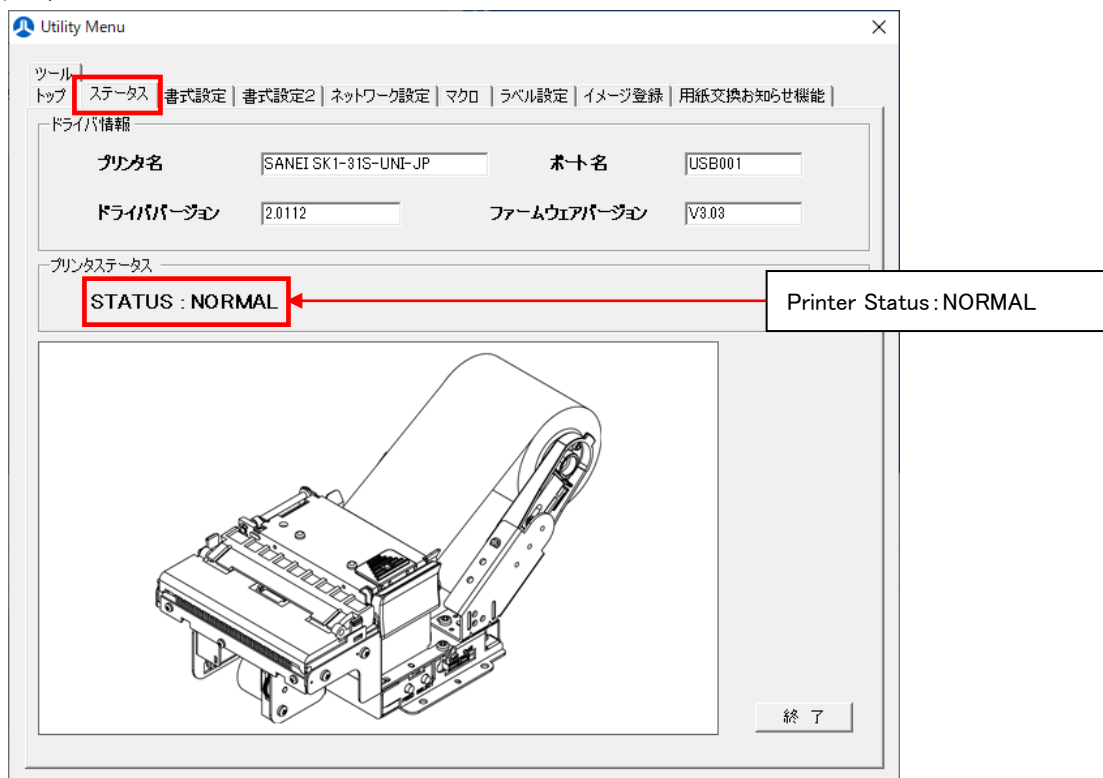 Utility Menu
ツール
トップ ステータス 書式設定 書式設定2 ネットワーク設定 マクロ ラベル設定 イメージ登録 用紙交換お知らせ機能
ドライバ情報
プリンタ名 SANEI SK1-31S-UNI-JP ポート名 USB001
ドライババージョン 2.0112 ファームウェアバージョン V3.03
プリンタステータス
STATUS : NORMAL
Printer Status：NORMAL
終 了